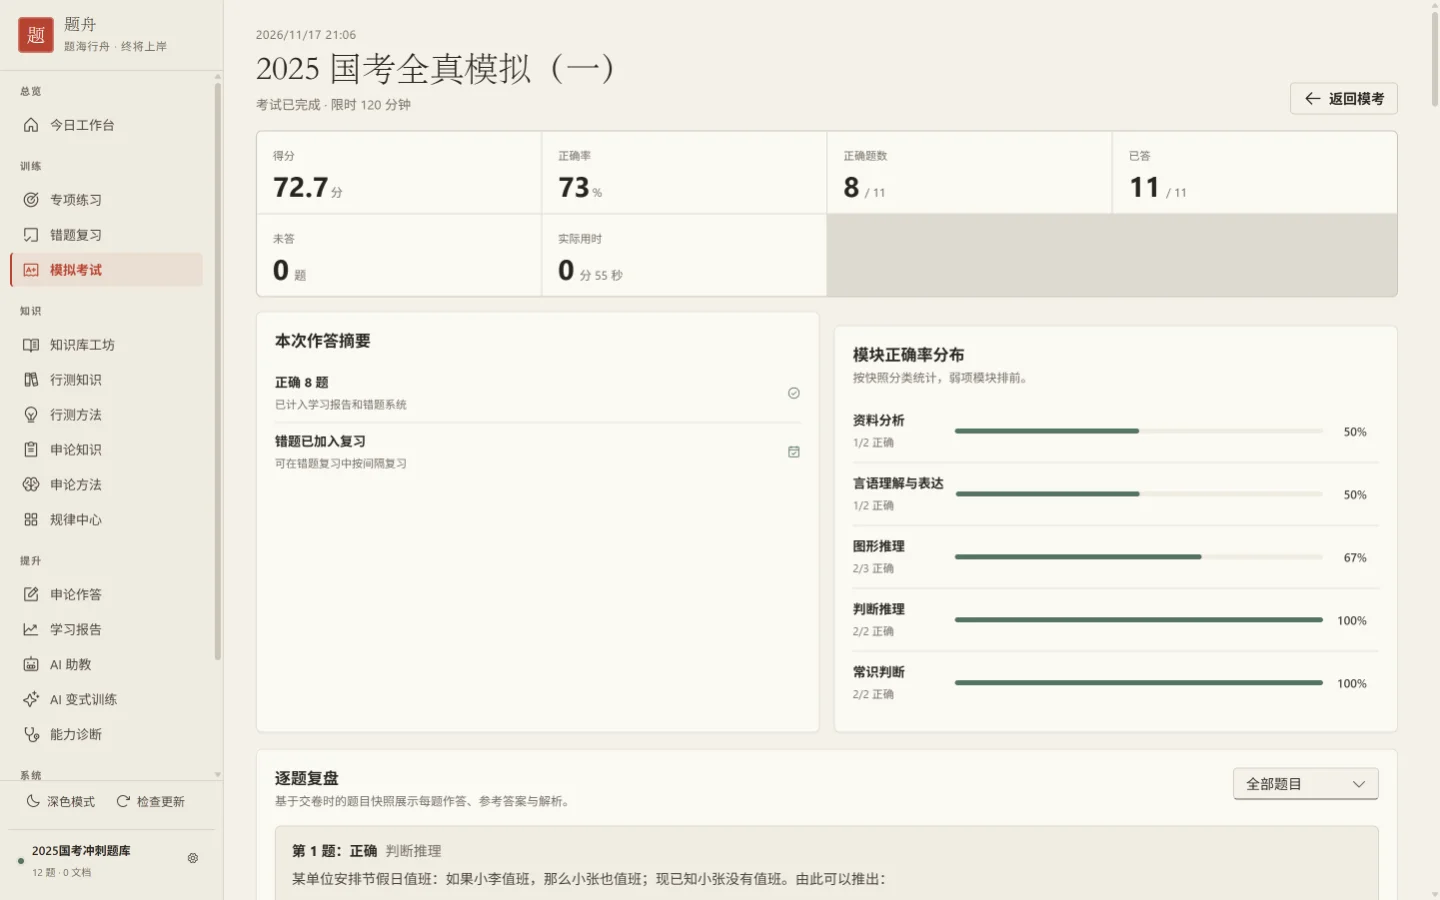 题
题舟
题海行舟 · 终将上岸
总览
今日工作台
训练
专项练习
错题复习
A+ 模拟考试
知识
知识库工坊
行测知识
行测方法
申论知识
申论方法
规律中心
提升
申论作答
学习报告
AI 助教
AI 变式训练
能力诊断
系统
深色模式 检查更新
2025国考冲刺题库
12 题 · 0 文档
2026/11/17 21:06
2025 国考全真模拟（一）
考试已完成 · 限时 120 分钟
返回模考
得分
72.7 分
正确率
73 %
正确题数
8 / 11
已答
11 / 11
未答
0 题
实际用时
0 分 55 秒
本次作答摘要
正确 8 题
已计入学习报告和错题系统
错题已加入复习
可在错题复习中按间隔复习
模块正确率分布
按快照分类统计，弱项模块排前。
资料分析
1/2 正确
50%
言语理解与表达
1/2 正确
50%
图形推理
2/3 正确
67%
判断推理
2/2 正确
100%
常识判断
2/2 正确
100%
逐题复盘
基于交卷时的题目快照展示每题作答、参考答案与解析。
全部题目
第 1 题：正确 判断推理
某单位安排节假日值班：如果小李值班，那么小张也值班；现已知小张没有值班。由此可以推出：